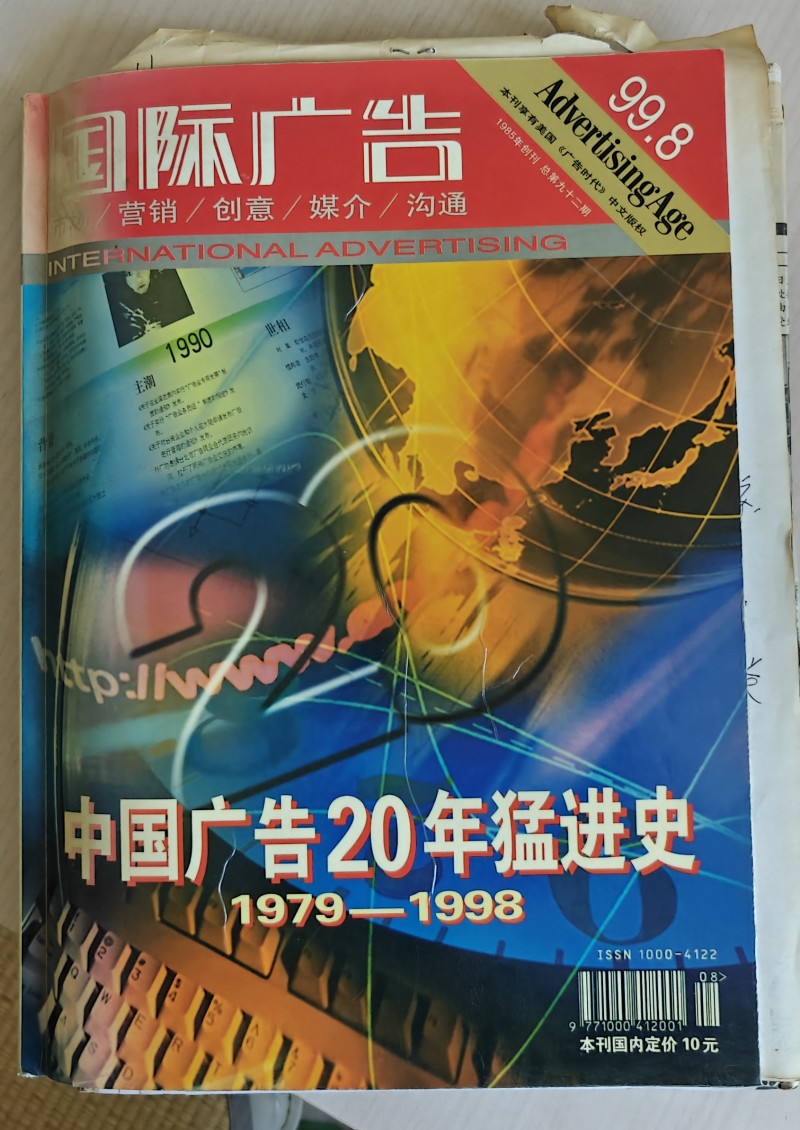 国际广告
99.8
AdvertisingAge
本刊享有美国《广告时代》中文版权
1985年创刊 总第九十二期
/营销/创意/媒介/沟通
INTERNATIONAL ADVERTISING
1990
世相
主潮
20
http://www.
中国广告20年猛进史
1979—1998
ISSN 1000-4122
08>
9 771000 412001
本刊国内定价 10 元